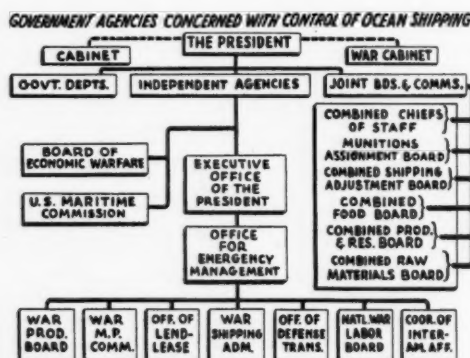 GOVERNMENT AGENCIES CONCERNED WITH CONTROL OF OCEAN SHIPPING
THE PRESIDENT
CABINET
WAR CABINET
GOVT. DEPTS.
INDEPENDENT AGENCIES
JOINT BDS. & COMMS.
COMBINED CHIEFS
OF STAFF
MUNITIONS
ASSIGNMENT BOARD
COMBINED SHIPPING
ADJUSTMENT BOARD
COMBINED
FOOD BOARD
COMBINED PROD.
& RES. BOARD
COMBINED RAW
MATERIALS BOARD
BOARD OF
ECONOMIC WARFARE
U.S. MARITIME
COMMISSION
EXECUTIVE
OFFICE
OF THE
PRESIDENT
OFFICE
FOR
EMERGENCY
MANAGEMENT
WAR
PROD.
BOARD
WAR
M.P.
COMM.
OFF. OF
LEND-
LEASE
WAR
SHIPPING
ADM.
OFF. OF
DEFENSE
TRANS.
NATL. WAR
LABOR
BOARD
COOR. OF
INTER-
AM. AFF.